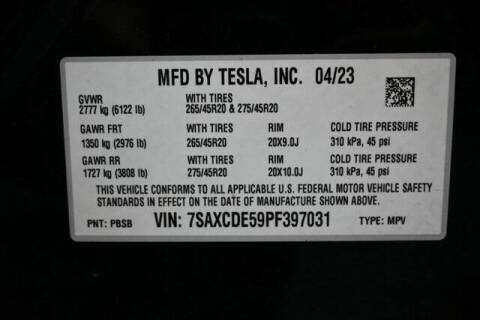 MFD BY TESLA, INC. 04/23
GVWR WITH TIRES
2777 kg (6122 lb) 265/45R20 & 275/45R20
GAWR FRT WITH TIRES RIM COLD TIRE PRESSURE
1350 kg (2976 lb) 265/45R20 20X9.0J 310 kPa, 45 psi
GAWR RR WITH TIRES RIM COLD TIRE PRESSURE
1727 kg (3808 lb) 275/45R20 20X10.0J 310 kPa, 45 psi
THIS VEHICLE CONFORMS TO ALL APPLICABLE U.S. FEDERAL MOTOR VEHICLE SAFETY
STANDARDS IN EFFECT ON THE DATE OF MANUFACTURE SHOWN ABOVE.
PNT: PBSB VIN: 7SAXCDE59PF397031 TYPE: MPV